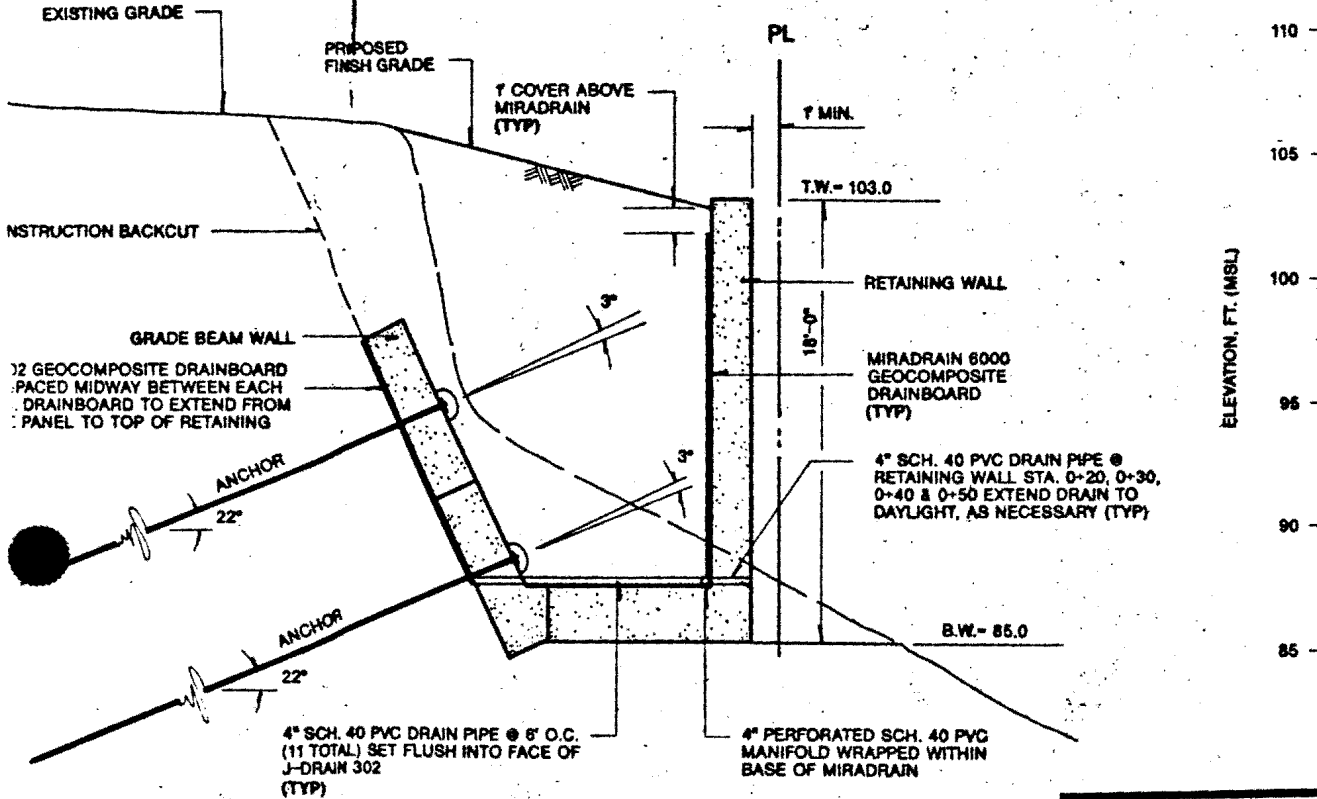 EXISTING GRADE
PROPOSED
FINISH GRADE
1' COVER ABOVE
MIRADRAIN
(TYP)
PL
1' MIN.
T.W.= 103.0
NSTRUCTION BACKCUT
RETAINING WALL
3°
18'-0"
GRADE BEAM WALL
02 GEOCOMPOSITE DRAINBOARD
PACED MIDWAY BETWEEN EACH
DRAINBOARD TO EXTEND FROM
PANEL TO TOP OF RETAINING
MIRADRAIN 6000
GEOCOMPOSITE
DRAINBOARD
(TYP)
ANCHOR
22°
3°
4" SCH. 40 PVC DRAIN PIPE @
RETAINING WALL STA. 0+20, 0+30,
0+40 & 0+50 EXTEND DRAIN TO
DAYLIGHT, AS NECESSARY (TYP)
ANCHOR
22°
B.W.= 85.0
4" SCH. 40 PVC DRAIN PIPE @ 6' O.C.
(11 TOTAL) SET FLUSH INTO FACE OF
J-DRAIN 302
(TYP)
4" PERFORATED SCH. 40 PVC
MANIFOLD WRAPPED WITHIN
BASE OF MIRADRAIN
110
105
100
95
90
85
ELEVATION, FT. (MSL)